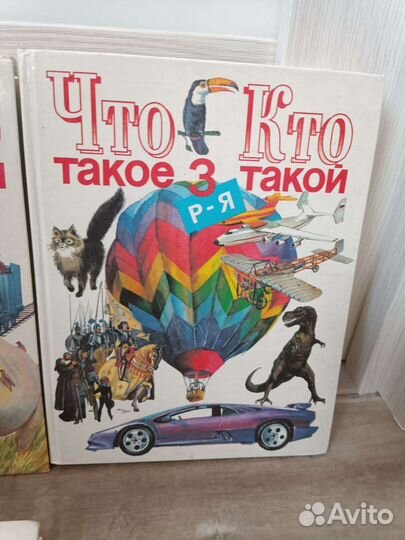 Что Кто
такое 3 такой
Р-Я
Avito